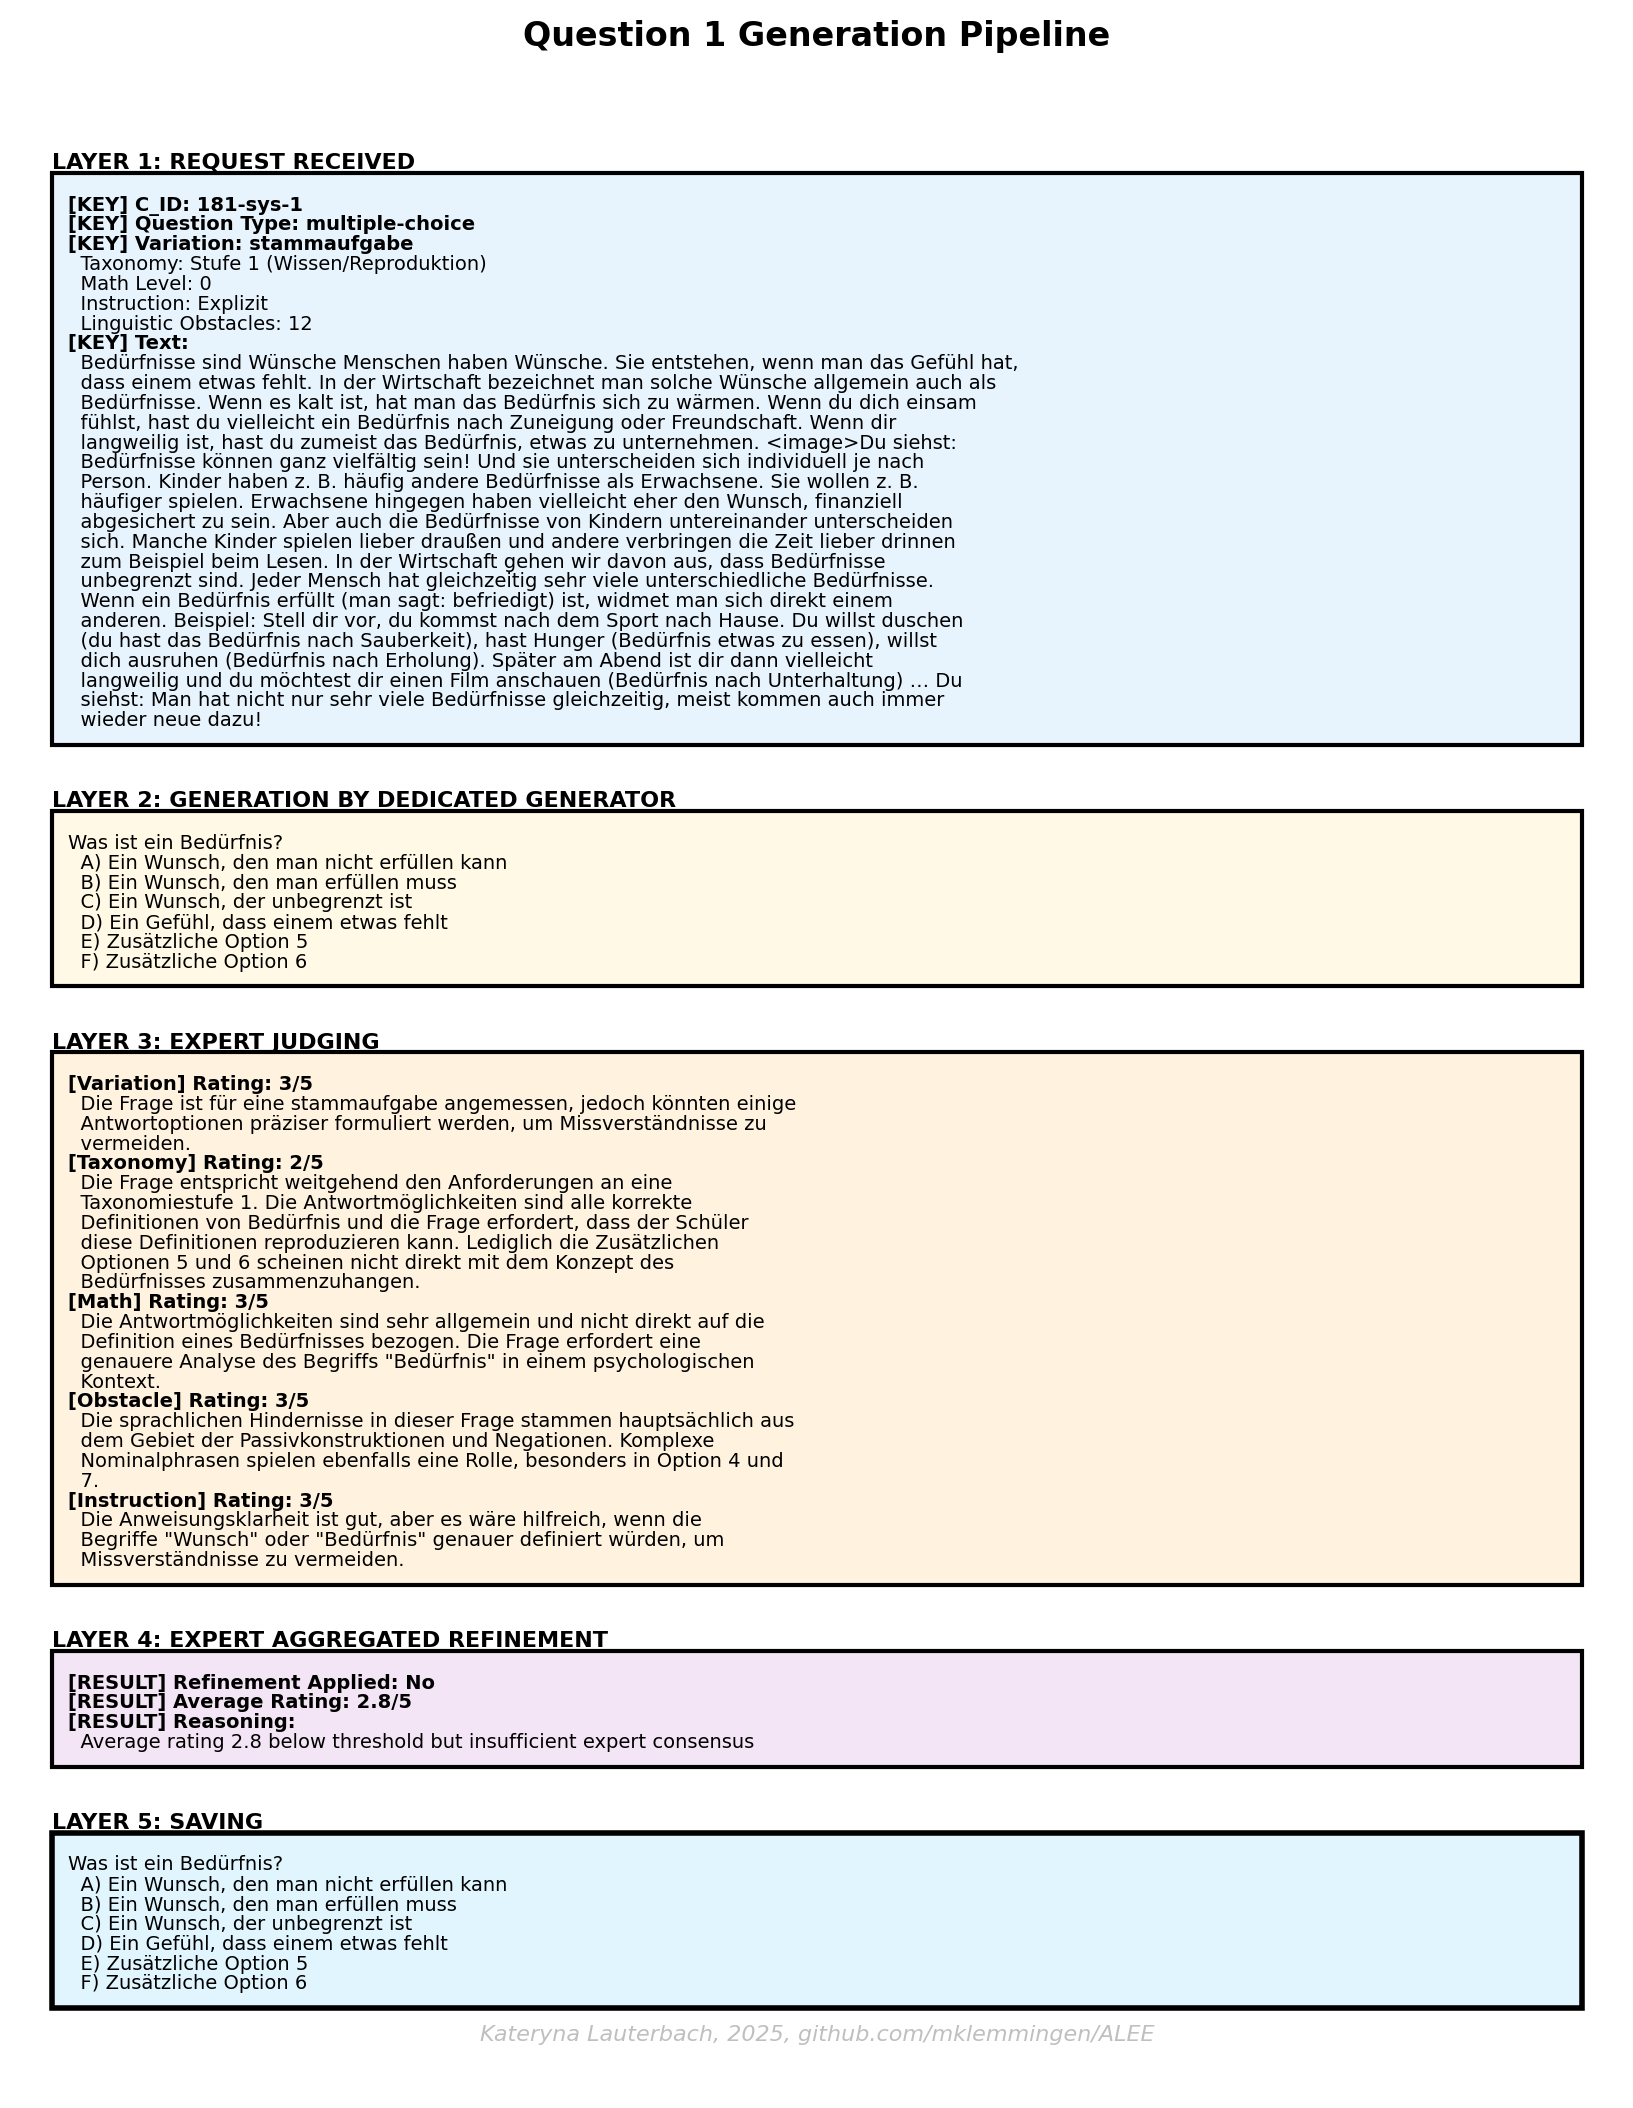 Question 1 Generation Pipeline
LAYER 1: REQUEST RECEIVED
[KEY] C_ID: 181-sys-1
[KEY] Question Type: multiple-choice
[KEY] Variation: stammaufgabe
Taxonomy: Stufe 1 (Wissen/Reproduktion)
Math Level: 0
Instruction: Explizit
Linguistic Obstacles: 12
[KEY] Text:
Bedürfnisse sind Wünsche Menschen haben Wünsche. Sie entstehen, wenn man das Gefühl hat,
dass einem etwas fehlt. In der Wirtschaft bezeichnet man solche Wünsche allgemein auch als
Bedürfnisse. Wenn es kalt ist, hat man das Bedürfnis sich zu wärmen. Wenn du dich einsam
fühlst, hast du vielleicht ein Bedürfnis nach Zuneigung oder Freundschaft. Wenn dir
langweilig ist, hast du zumeist das Bedürfnis, etwas zu unternehmen. <image>Du siehst:
Bedürfnisse können ganz vielfältig sein! Und sie unterscheiden sich individuell je nach
Person. Kinder haben z. B. häufig andere Bedürfnisse als Erwachsene. Sie wollen z. B.
häufiger spielen. Erwachsene hingegen haben vielleicht eher den Wunsch, finanziell
abgesichert zu sein. Aber auch die Bedürfnisse von Kindern untereinander unterscheiden
sich. Manche Kinder spielen lieber draußen und andere verbringen die Zeit lieber drinnen
zum Beispiel beim Lesen. In der Wirtschaft gehen wir davon aus, dass Bedürfnisse
unbegrenzt sind. Jeder Mensch hat gleichzeitig sehr viele unterschiedliche Bedürfnisse.
Wenn ein Bedürfnis erfüllt (man sagt: befriedigt) ist, widmet man sich direkt einem
anderen. Beispiel: Stell dir vor, du kommst nach dem Sport nach Hause. Du willst duschen
(du hast das Bedürfnis nach Sauberkeit), hast Hunger (Bedürfnis etwas zu essen), willst
dich ausruhen (Bedürfnis nach Erholung). Später am Abend ist dir dann vielleicht
langweilig und du möchtest dir einen Film anschauen (Bedürfnis nach Unterhaltung) … Du
siehst: Man hat nicht nur sehr viele Bedürfnisse gleichzeitig, meist kommen auch immer
wieder neue dazu!
LAYER 2: GENERATION BY DEDICATED GENERATOR
Was ist ein Bedürfnis?
A) Ein Wunsch, den man nicht erfüllen kann
B) Ein Wunsch, den man erfüllen muss
C) Ein Wunsch, der unbegrenzt ist
D) Ein Gefühl, dass einem etwas fehlt
E) Zusätzliche Option 5
F) Zusätzliche Option 6
LAYER 3: EXPERT JUDGING
[Variation] Rating: 3/5
Die Frage ist für eine stammaufgabe angemessen, jedoch könnten einige
Antwortoptionen präziser formuliert werden, um Missverständnisse zu
vermeiden.
[Taxonomy] Rating: 2/5
Die Frage entspricht weitgehend den Anforderungen an eine
Taxonomiestufe 1. Die Antwortmöglichkeiten sind alle korrekte
Definitionen von Bedürfnis und die Frage erfordert, dass der Schüler
diese Definitionen reproduzieren kann. Lediglich die Zusätzlichen
Optionen 5 und 6 scheinen nicht direkt mit dem Konzept des
Bedürfnisses zusammenzuhangen.
[Math] Rating: 3/5
Die Antwortmöglichkeiten sind sehr allgemein und nicht direkt auf die
Definition eines Bedürfnisses bezogen. Die Frage erfordert eine
genauere Analyse des Begriffs "Bedürfnis" in einem psychologischen
Kontext.
[Obstacle] Rating: 3/5
Die sprachlichen Hindernisse in dieser Frage stammen hauptsächlich aus
dem Gebiet der Passivkonstruktionen und Negationen. Komplexe
Nominalphrasen spielen ebenfalls eine Rolle, besonders in Option 4 und
7.
[Instruction] Rating: 3/5
Die Anweisungsklarheit ist gut, aber es wäre hilfreich, wenn die
Begriffe "Wunsch" oder "Bedürfnis" genauer definiert würden, um
Missverständnisse zu vermeiden.
LAYER 4: EXPERT AGGREGATED REFINEMENT
[RESULT] Refinement Applied: No
[RESULT] Average Rating: 2.8/5
[RESULT] Reasoning:
Average rating 2.8 below threshold but insufficient expert consensus
LAYER 5: SAVING
Was ist ein Bedürfnis?
A) Ein Wunsch, den man nicht erfüllen kann
B) Ein Wunsch, den man erfüllen muss
C) Ein Wunsch, der unbegrenzt ist
D) Ein Gefühl, dass einem etwas fehlt
E) Zusätzliche Option 5
F) Zusätzliche Option 6
Kateryna Lauterbach, 2025, github.com/mklemmingen/ALEE